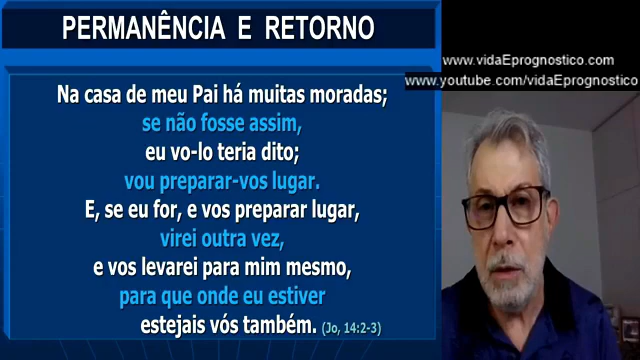 PERMANÊNCIA E RETORNO
Na casa de meu Pai há muitas moradas;
se não fosse assim,
eu vo-lo teria dito;
vou preparar-vos lugar.
E, se eu for, e vos preparar lugar,
virei outra vez,
e vos levarei para mim mesmo,
para que onde eu estiver
estejais vós também. (Jo, 14:2-3)
www.vidaEprognostico.com
www.youtube.com/vidaEprognostico